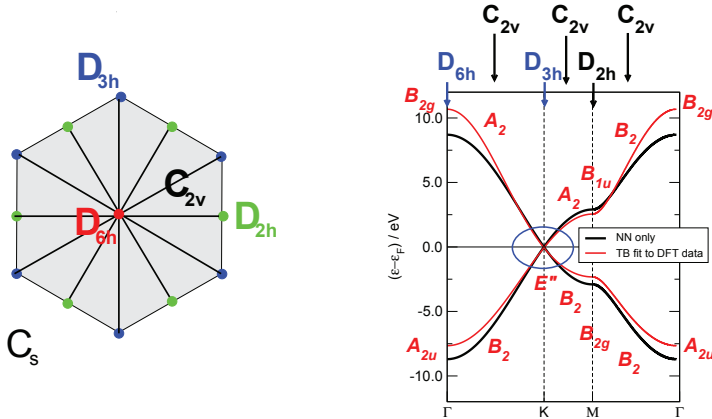 D3h
C2v
D6h
D2h
Cs
C2v C2v C2v
D6h D3h D2h
B2g A2 B2 B2g
B1u
A2
E"
B2
B2g
A2u B2 B2 A2u
10.0
5.0
0.0
-5.0
-10.0
(ε-εF) / eV
NN only
TB fit to DFT data
Γ K M Γ